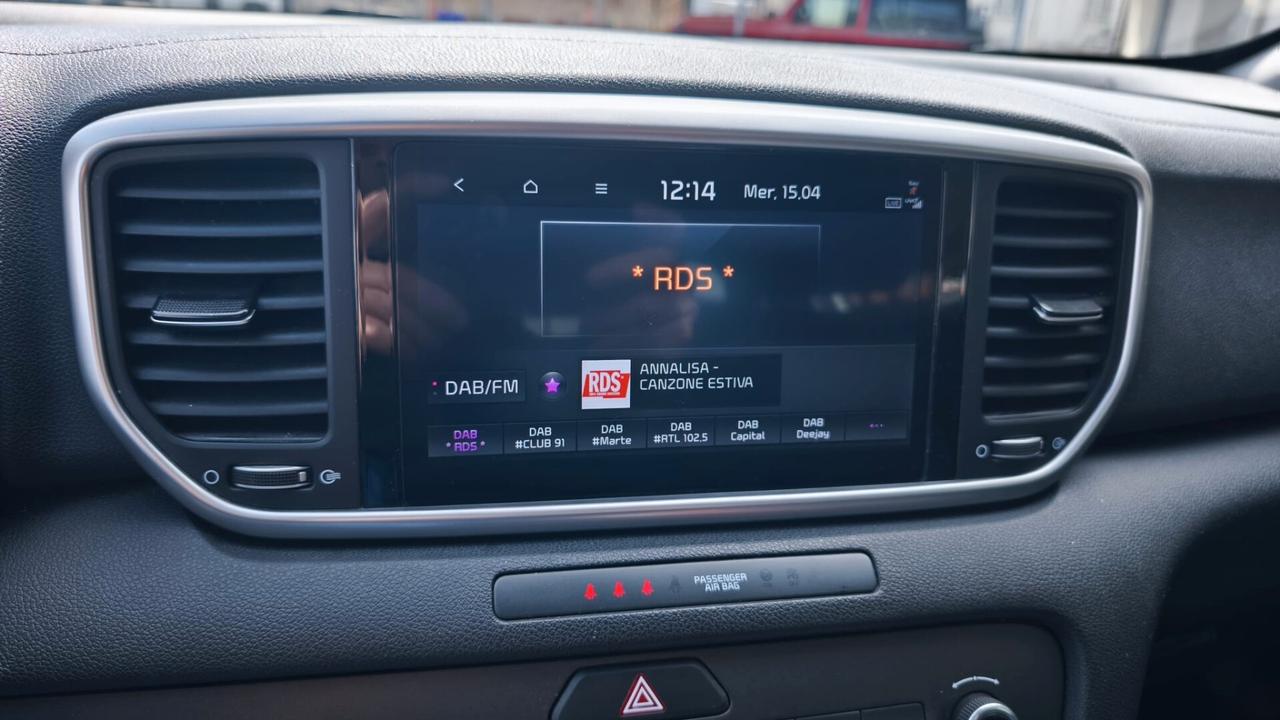 12:14 Mer, 15.04
LIVE
* RDS *
DAB/FM
RDS
ANNALISA -
CANZONE ESTIVA
DAB
* RDS *
DAB
#CLUB 91
DAB
#Marte
DAB
#RTL 102.5
DAB
Capital
DAB
Deejay
PASSENGER
AIR BAG